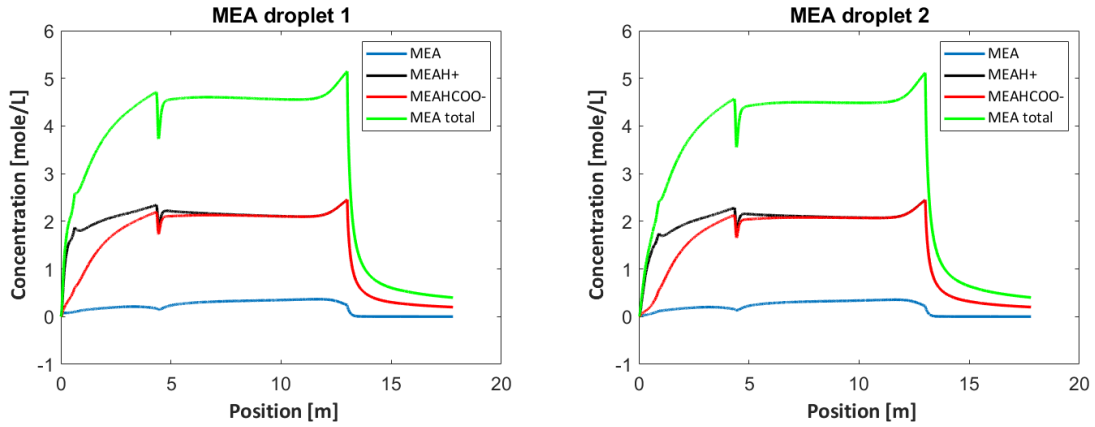 MEA droplet 1
6
5
4
3
2
1
0
-1
Concentration [mole/L]
MEA
MEAH+
MEAHCOO-
MEA total
0
5
10
15
20
Position [m]
MEA droplet 2
6
5
4
3
2
1
0
-1
Concentration [mole/L]
MEA
MEAH+
MEAHCOO-
MEA total
0
5
10
15
20
Position [m]